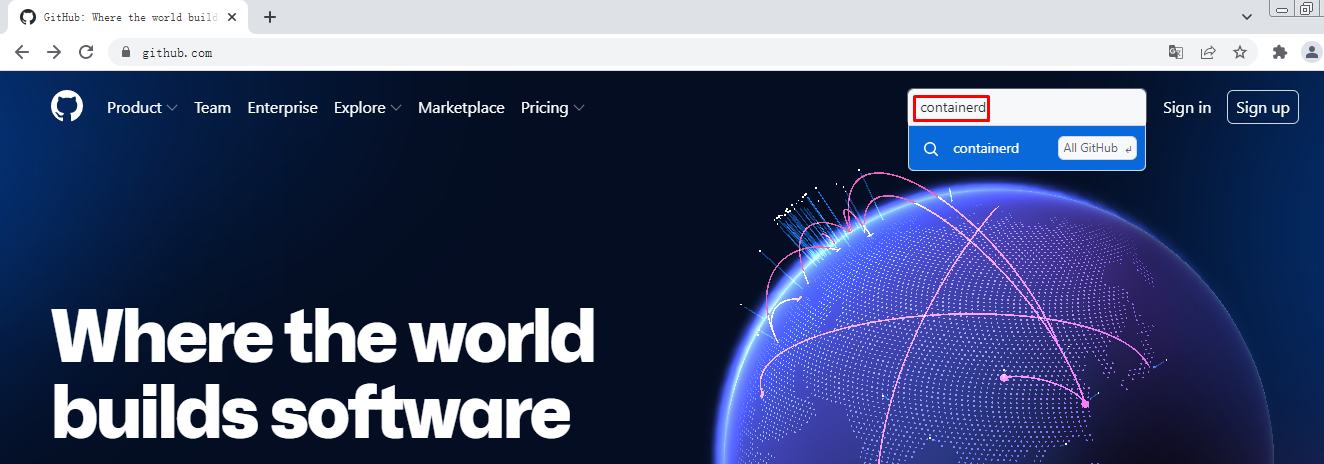 GitHub: Where the world build
github.com
Product Team Enterprise Explore Marketplace Pricing containerd Sign in Sign up
containerd All GitHub
Where the world
builds software